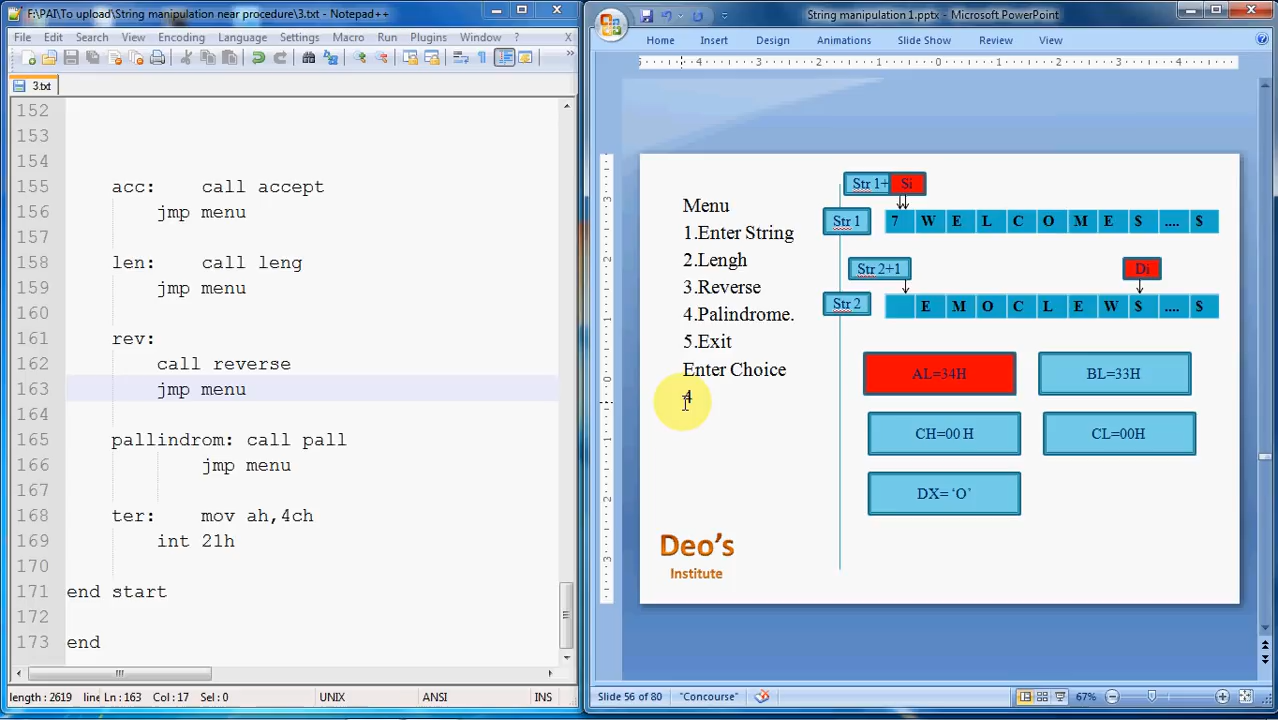 F:\PAI\To upload\String manipulation near procedure\3.txt - Notepad++
File Edit Search View Encoding Language Settings Macro Run Plugins Window ?
3.txt
152
153
154
155 acc: call accept
156 jmp menu
157
158 len: call leng
159 jmp menu
160
161 rev:
162 call reverse
163 jmp menu
164
165 pallindrom: call pall
166 jmp menu
167
168 ter: mov ah,4ch
169 int 21h
170
171 end start
172
173 end
length : 2619 line Ln : 163 Col : 17 Sel : 0 UNIX ANSI INS
String manipulation 1.pptx - Microsoft PowerPoint
Home Insert Design Animations Slide Show Review View
Menu
1.Enter String
2.Lengh
3.Reverse
4.Palindrome.
5.Exit
Enter Choice
4
Str 1+ Si
Str 1 7 W E L C O M E $ .... $
Str 2+1 Di
Str 2 E M O C L E W $ .... $
AL=34H BL=33H
CH=00 H CL=00H
DX= ‘O’
Deo's
Institute
Slide 56 of 80 "Concourse" 67%